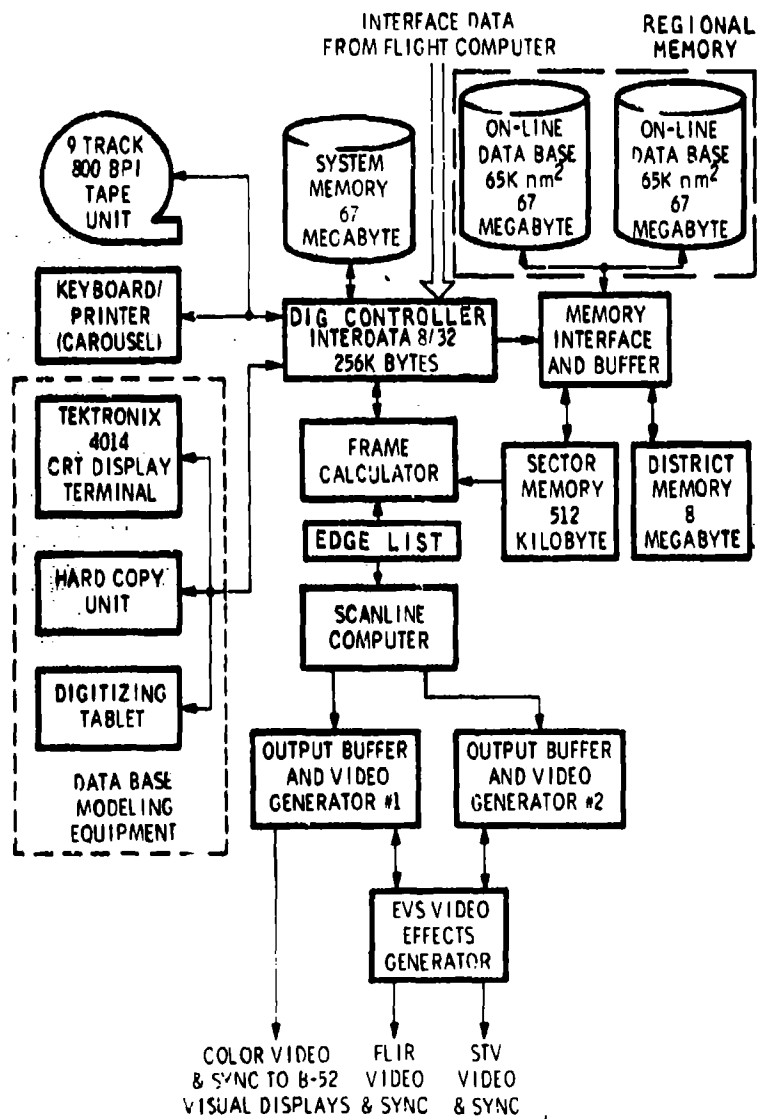 INTERFACE DATA
FROM FLIGHT COMPUTER
REGIONAL
MEMORY
9 TRACK
800 BPI
TAPE
UNIT
SYSTEM
MEMORY
67
MEGABYTE
ON-LINE
DATA BASE
65K nm²
67
MEGABYTE
ON-LINE
DATA BASE
65K nm²
67
MEGABYTE
KEYBOARD/
PRINTER
(CAROUSEL)
DIG CONTROLLER
INTERDATA 8/32
256K BYTES
MEMORY
INTERFACE
AND BUFFER
TEKTRONIX
4014
CRT DISPLAY
TERMINAL
FRAME
CALCULATOR
SECTOR
MEMORY
512
KILOBYTE
DISTRICT
MEMORY
8
MEGABYTE
EDGE LIST
HARD COPY
UNIT
SCANLINE
COMPUTER
DIGITIZING
TABLET
DATA BASE
MODELING
EQUIPMENT
OUTPUT BUFFER
AND VIDEO
GENERATOR #1
OUTPUT BUFFER
AND VIDEO
GENERATOR #2
EVS VIDEO
EFFECTS
GENERATOR
COLOR VIDEO
& SYNC TO B-52
VISUAL DISPLAYS
FLIR
VIDEO
& SYNC
STV
VIDEO
& SYNC